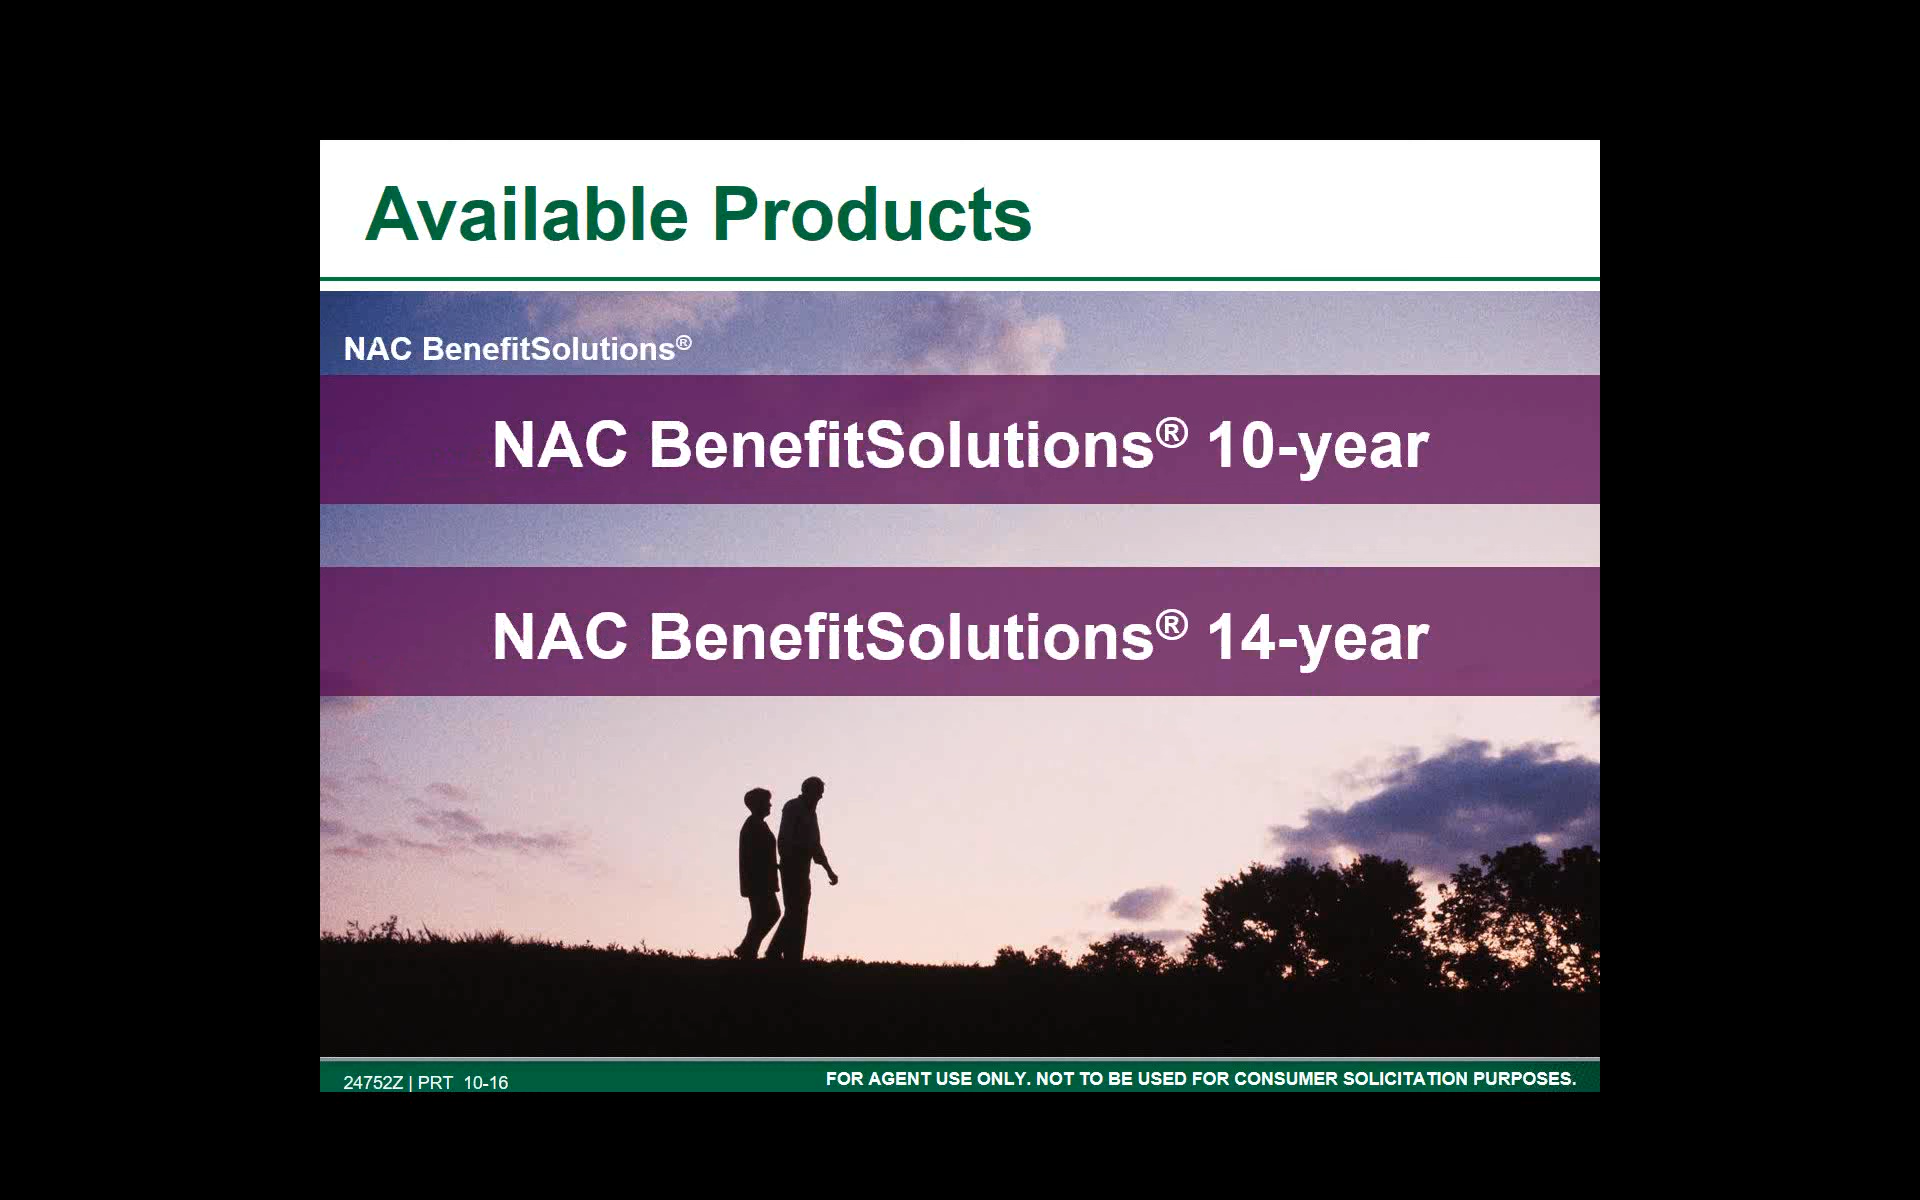 Available Products
NAC BenefitSolutions®
NAC BenefitSolutions® 10-year
NAC BenefitSolutions® 14-year
24752Z | PRT  10-16
FOR AGENT USE ONLY. NOT TO BE USED FOR CONSUMER SOLICITATION PURPOSES.